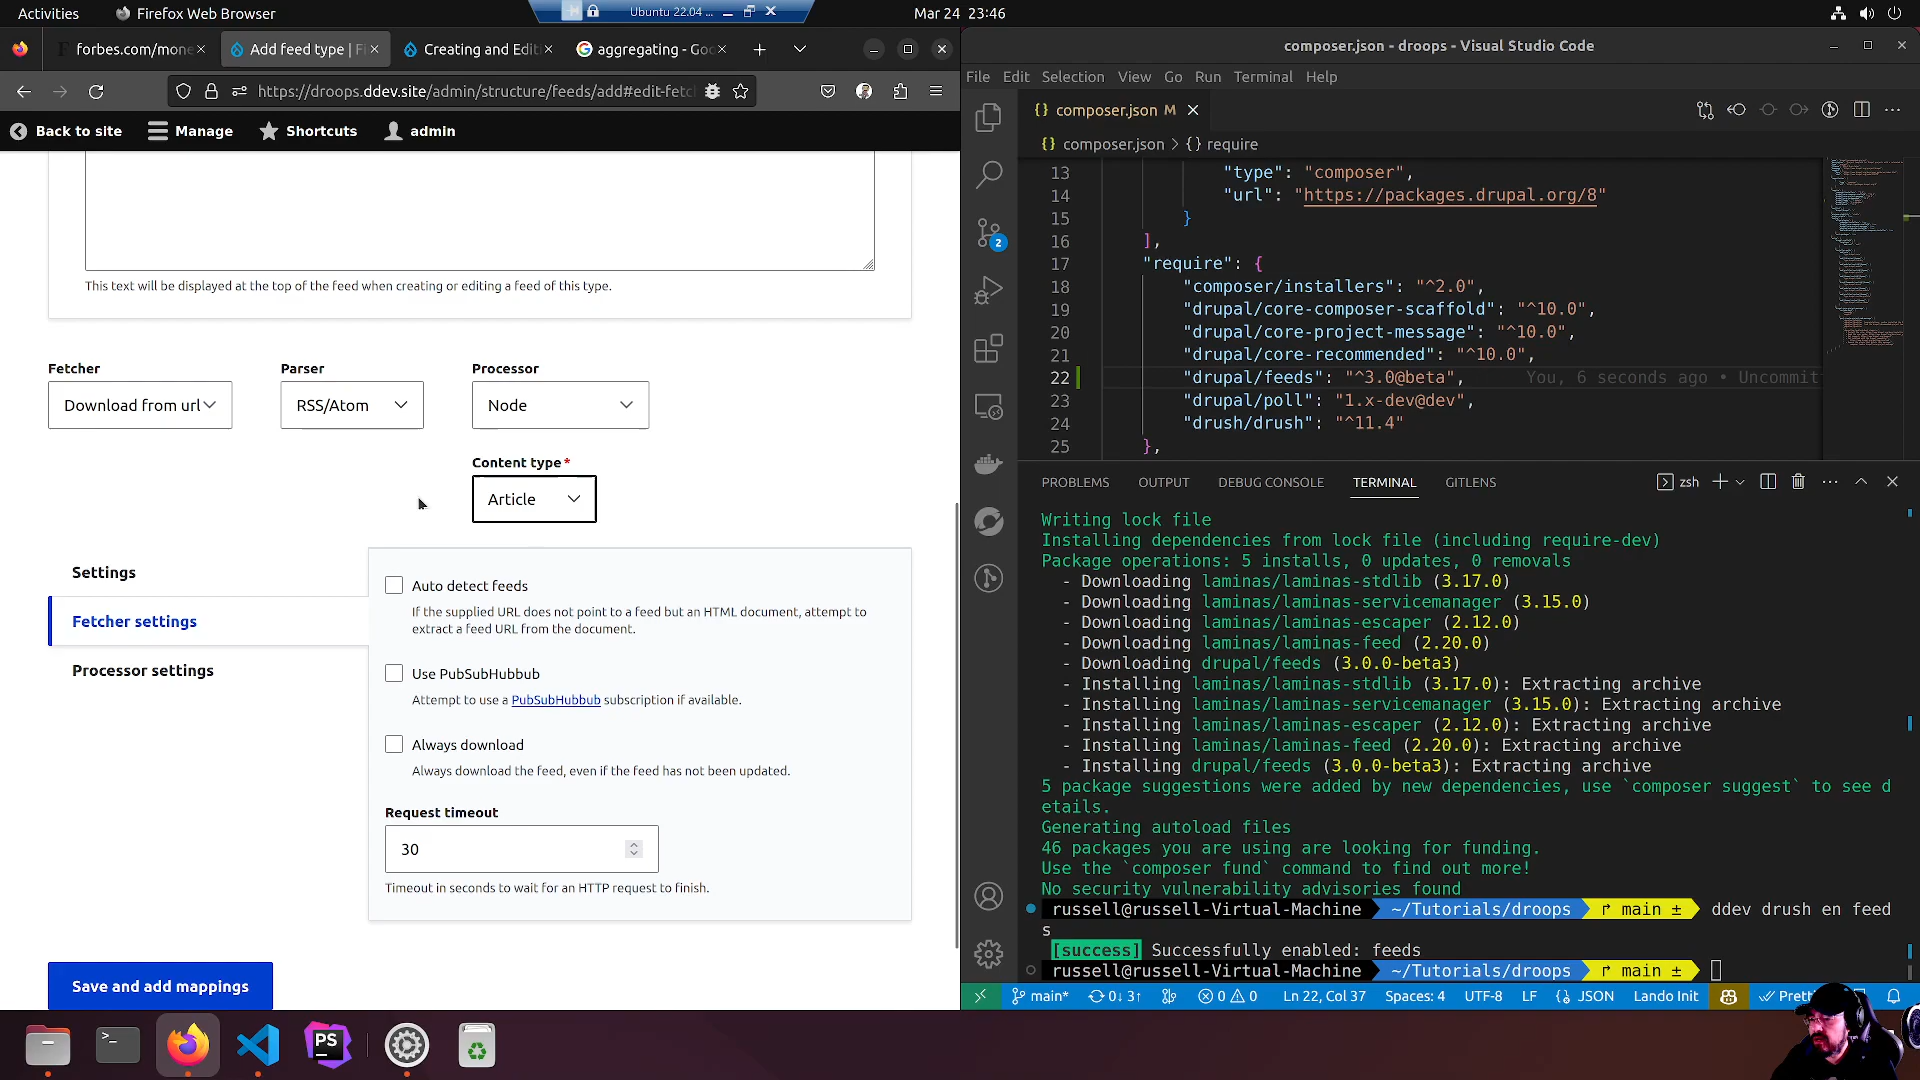 Activities
Firefox Web Browser
Ubuntu 22.04 ...
Mar 24 23:46
forbes.com/mone
Add feed type | F
Creating and Edit
aggregating - Goo
https://droops.ddev.site/admin/structure/feeds/add#edit-fetc
Back to site
Manage
Shortcuts
admin
This text will be displayed at the top of the feed when creating or editing a feed of this type.
Fetcher
Parser
Processor
Download from url
RSS/Atom
Node
Content type *
Article
Settings
Fetcher settings
Processor settings
Auto detect feeds
If the supplied URL does not point to a feed but an HTML document, attempt to
extract a feed URL from the document.
Use PubSubHubbub
Attempt to use a PubSubHubbub subscription if available.
Always download
Always download the feed, even if the feed has not been updated.
Request timeout
30
Timeout in seconds to wait for an HTTP request to finish.
Save and add mappings
composer.json - droops - Visual Studio Code
File Edit Selection View Go Run Terminal Help
{} composer.json M
{} composer.json > {} require
13 "type": "composer",
14 "url": "https://packages.drupal.org/8"
15 }
16 ],
17 "require": {
18 "composer/installers": "^2.0",
19 "drupal/core-composer-scaffold": "^10.0",
20 "drupal/core-project-message": "^10.0",
21 "drupal/core-recommended": "^10.0",
22 "drupal/feeds": "^3.0@beta", You, 6 seconds ago • Uncommit
23 "drupal/poll": "1.x-dev@dev",
24 "drush/drush": "^11.4"
25 },
2
PROBLEMS OUTPUT DEBUG CONSOLE TERMINAL GITLENS
zsh
Writing lock file
Installing dependencies from lock file (including require-dev)
Package operations: 5 installs, 0 updates, 0 removals
- Downloading laminas/laminas-stdlib (3.17.0)
- Downloading laminas/laminas-servicemanager (3.15.0)
- Downloading laminas/laminas-escaper (2.12.0)
- Downloading laminas/laminas-feed (2.20.0)
- Downloading drupal/feeds (3.0.0-beta3)
- Installing laminas/laminas-stdlib (3.17.0): Extracting archive
- Installing laminas/laminas-servicemanager (3.15.0): Extracting archive
- Installing laminas/laminas-escaper (2.12.0): Extracting archive
- Installing laminas/laminas-feed (2.20.0): Extracting archive
- Installing drupal/feeds (3.0.0-beta3): Extracting archive
5 package suggestions were added by new dependencies, use `composer suggest` to see d
etails.
Generating autoload files
46 packages you are using are looking for funding.
Use the `composer fund` command to find out more!
No security vulnerability advisories found
russell@russell-Virtual-Machine ~/Tutorials/droops main ± ddev drush en feed
s
[success] Successfully enabled: feeds
russell@russell-Virtual-Machine ~/Tutorials/droops main ±
main* 0↓ 3↑ 0 0 Ln 22, Col 37 Spaces: 4 UTF-8 LF {} JSON Lando Init Pretti
PS